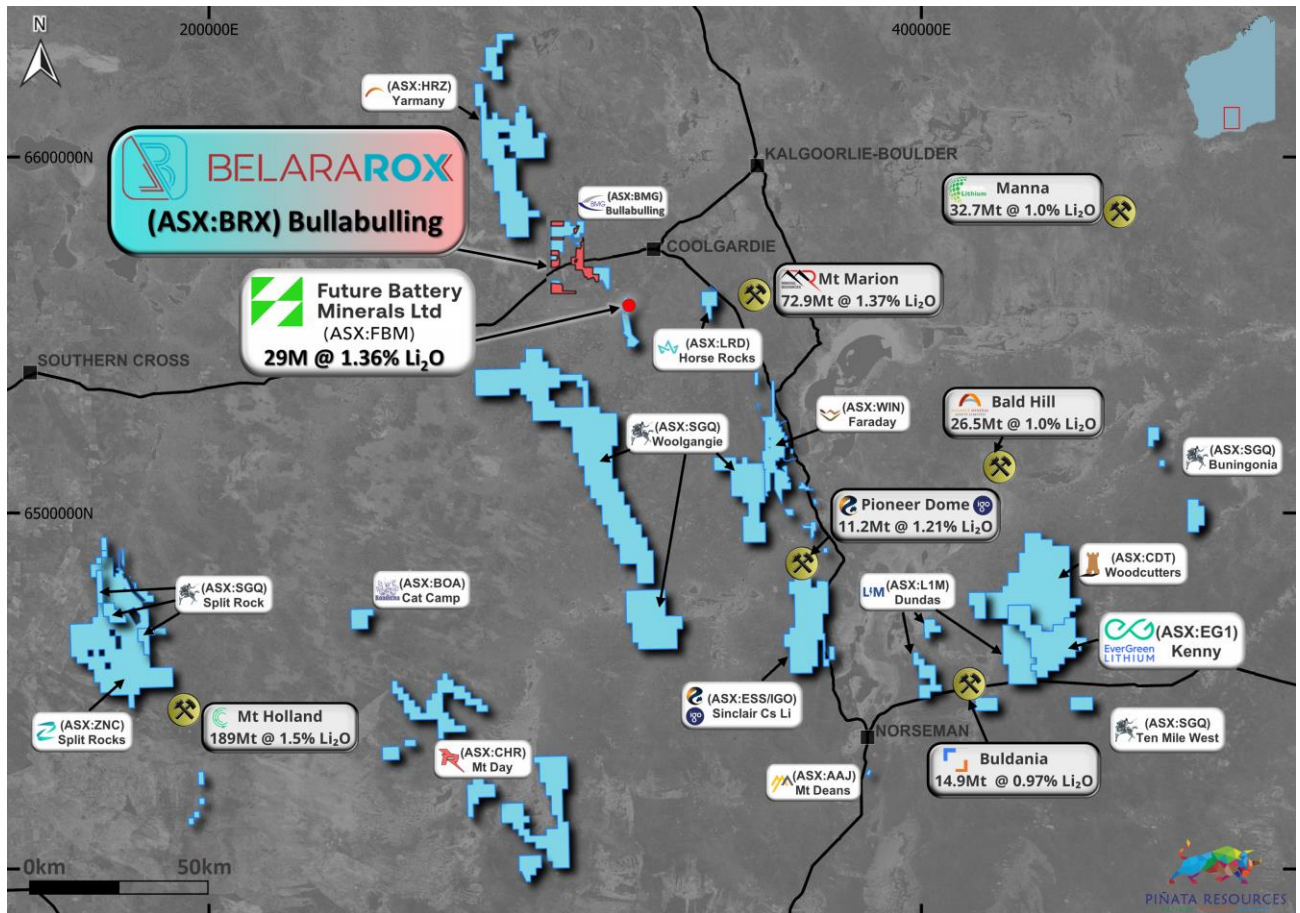 N
200000E
400000E
(ASX:HRZ)
Yarmany
6600000N
KALGOORLIE-BOULDER
BELARAROX
(ASX:BRX) Bullabulling
BMG
(ASX:BMG)
Bullabulling
Lithium
Manna
32.7Mt @ 1.0% Li₂O
COOLGARDIE
Mt Marion
72.9Mt @ 1.37% Li₂O
Future Battery
Minerals Ltd
(ASX:FBM)
29M @ 1.36% Li₂O
(ASX:LRD)
Horse Rocks
SOUTHERN CROSS
(ASX:WIN)
Faraday
Bald Hill
26.5Mt @ 1.0% Li₂O
(ASX:SGQ)
Woolgangie
(ASX:SGQ)
Buningonia
6500000N
Pioneer Dome
igo
11.2Mt @ 1.21% Li₂O
(ASX:CDT)
Woodcutters
(ASX:SGQ)
Split Rock
(ASX:BOA)
Cat Camp
(ASX:L1M)
Dundas
EverGreen
LITHIUM
(ASX:EG1)
Kenny
(ASX:ESS/IGO)
igo
Sinclair Cs Li
(ASX:ZNC)
Split Rocks
Mt Holland
189Mt @ 1.5% Li₂O
(ASX:SGQ)
Ten Mile West
NORSEMAN
(ASX:CHR)
Mt Day
Buldania
14.9Mt @ 0.97% Li₂O
(ASX:AAJ)
Mt Deans
0km
50km
PIÑATA RESOURCES